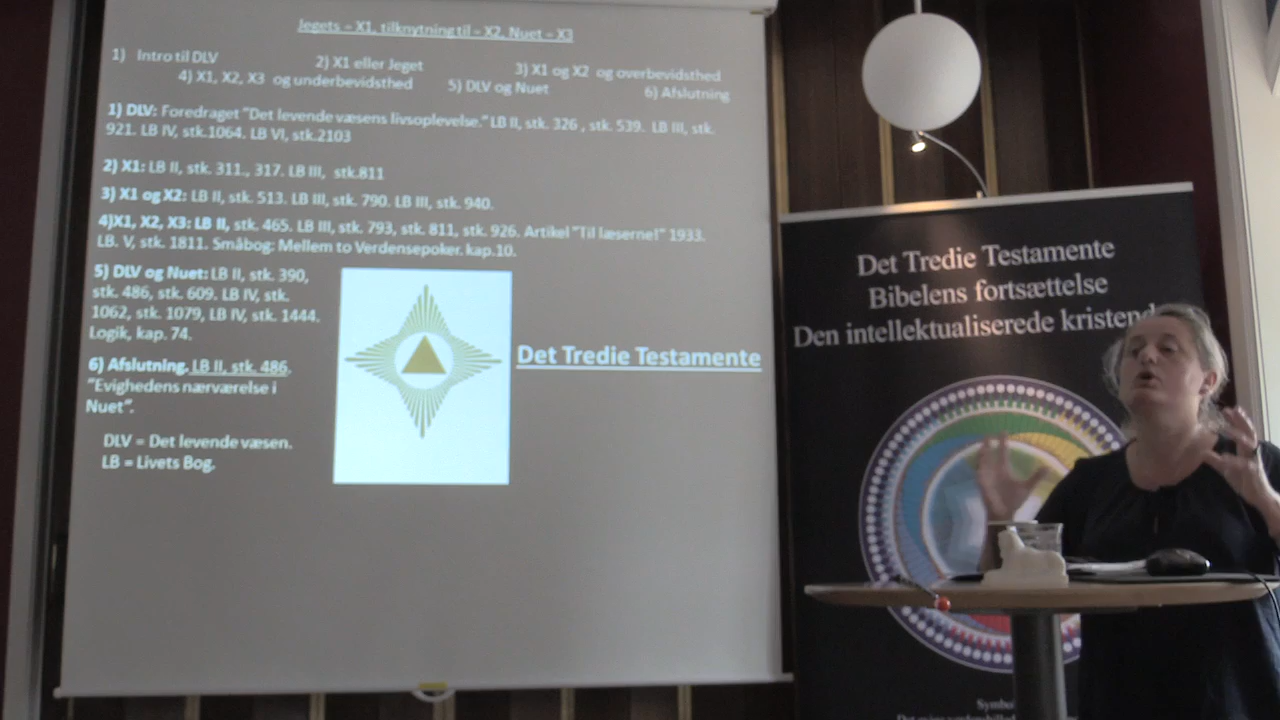 Jegets – X1, tilknytning til – X2, Nuet – X3
1) Intro til DLV 2) X1 eller Jeget 3) X1 og X2 og overbevidsthed
4) X1, X2, X3 og underbevidsthed 5) DLV og Nuet 6) Afslutning
1) DLV: Foredraget "Det levende væsens livsoplevelse." LB II, stk. 326 , stk. 539. LB III, stk.
921. LB IV, stk.1064. LB VI, stk.2103
2) X1: LB II, stk. 311., 317. LB III, stk.811
3) X1 og X2: LB II, stk. 513. LB III, stk. 790. LB III, stk. 940.
4)X1, X2, X3: LB II, stk. 465. LB III, stk. 793, stk. 811, stk. 926. Artikel "Til læserne!" 1933.
LB. V, stk. 1811. Småbog: Mellem to Verdensepoker. kap.10.
5) DLV og Nuet: LB II, stk. 390,
stk. 486, stk. 609. LB IV, stk.
1062, stk. 1079, LB IV, stk. 1444.
Logik, kap. 74.
6) Afslutning. LB II, stk. 486.
"Evighedens nærværelse i
Nuet".
DLV = Det levende væsen.
LB = Livets Bog.
Det Tredie Testamente
Det Tredie Testamente
Bibelens fortsættelse
Den intellektualiserede kristend
Symbo